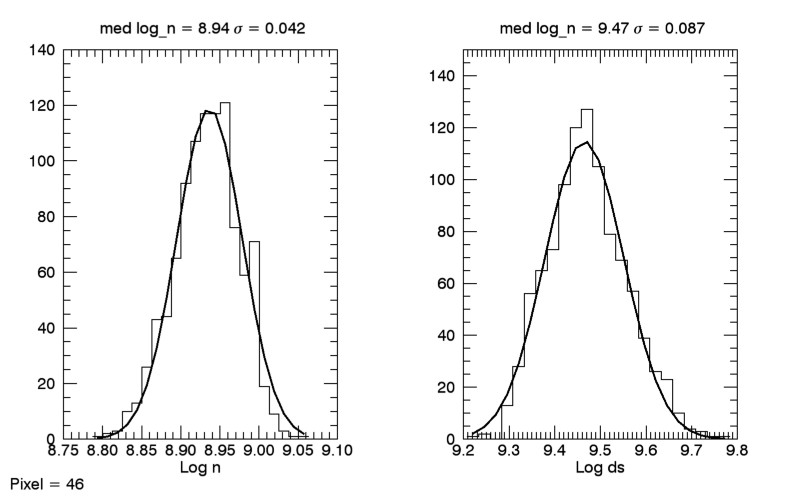 med log_n = 8.94 σ = 0.042
med log_n = 9.47 σ = 0.087
140
120
100
80
60
40
20
0
8.75 8.80 8.85 8.90 8.95 9.00 9.05 9.10
Log n
140
120
100
80
60
40
20
0
9.2 9.3 9.4 9.5 9.6 9.7 9.8
Log ds
Pixel = 46